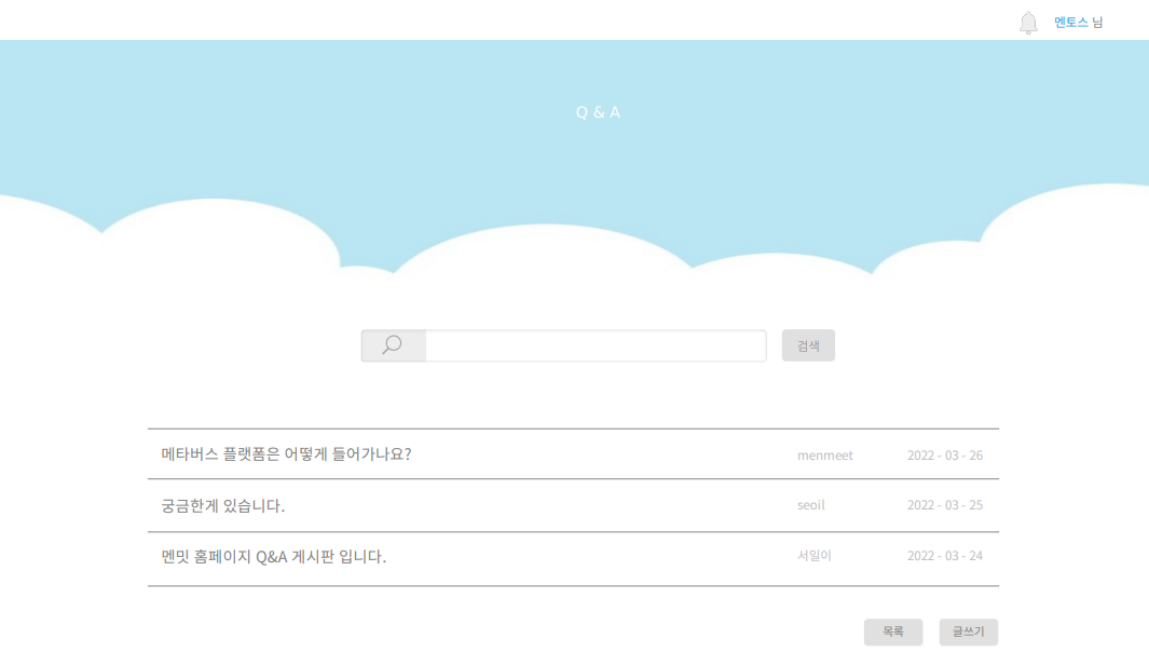 멘토스 님
Q & A
검색
메타버스 플랫폼은 어떻게 들어가나요? menmeet 2022 - 03 - 26
궁금한게 있습니다. seoil 2022 - 03 - 25
멘밋 홈페이지 Q&A 게시판 입니다. 서일이 2022 - 03 - 24
목록 글쓰기